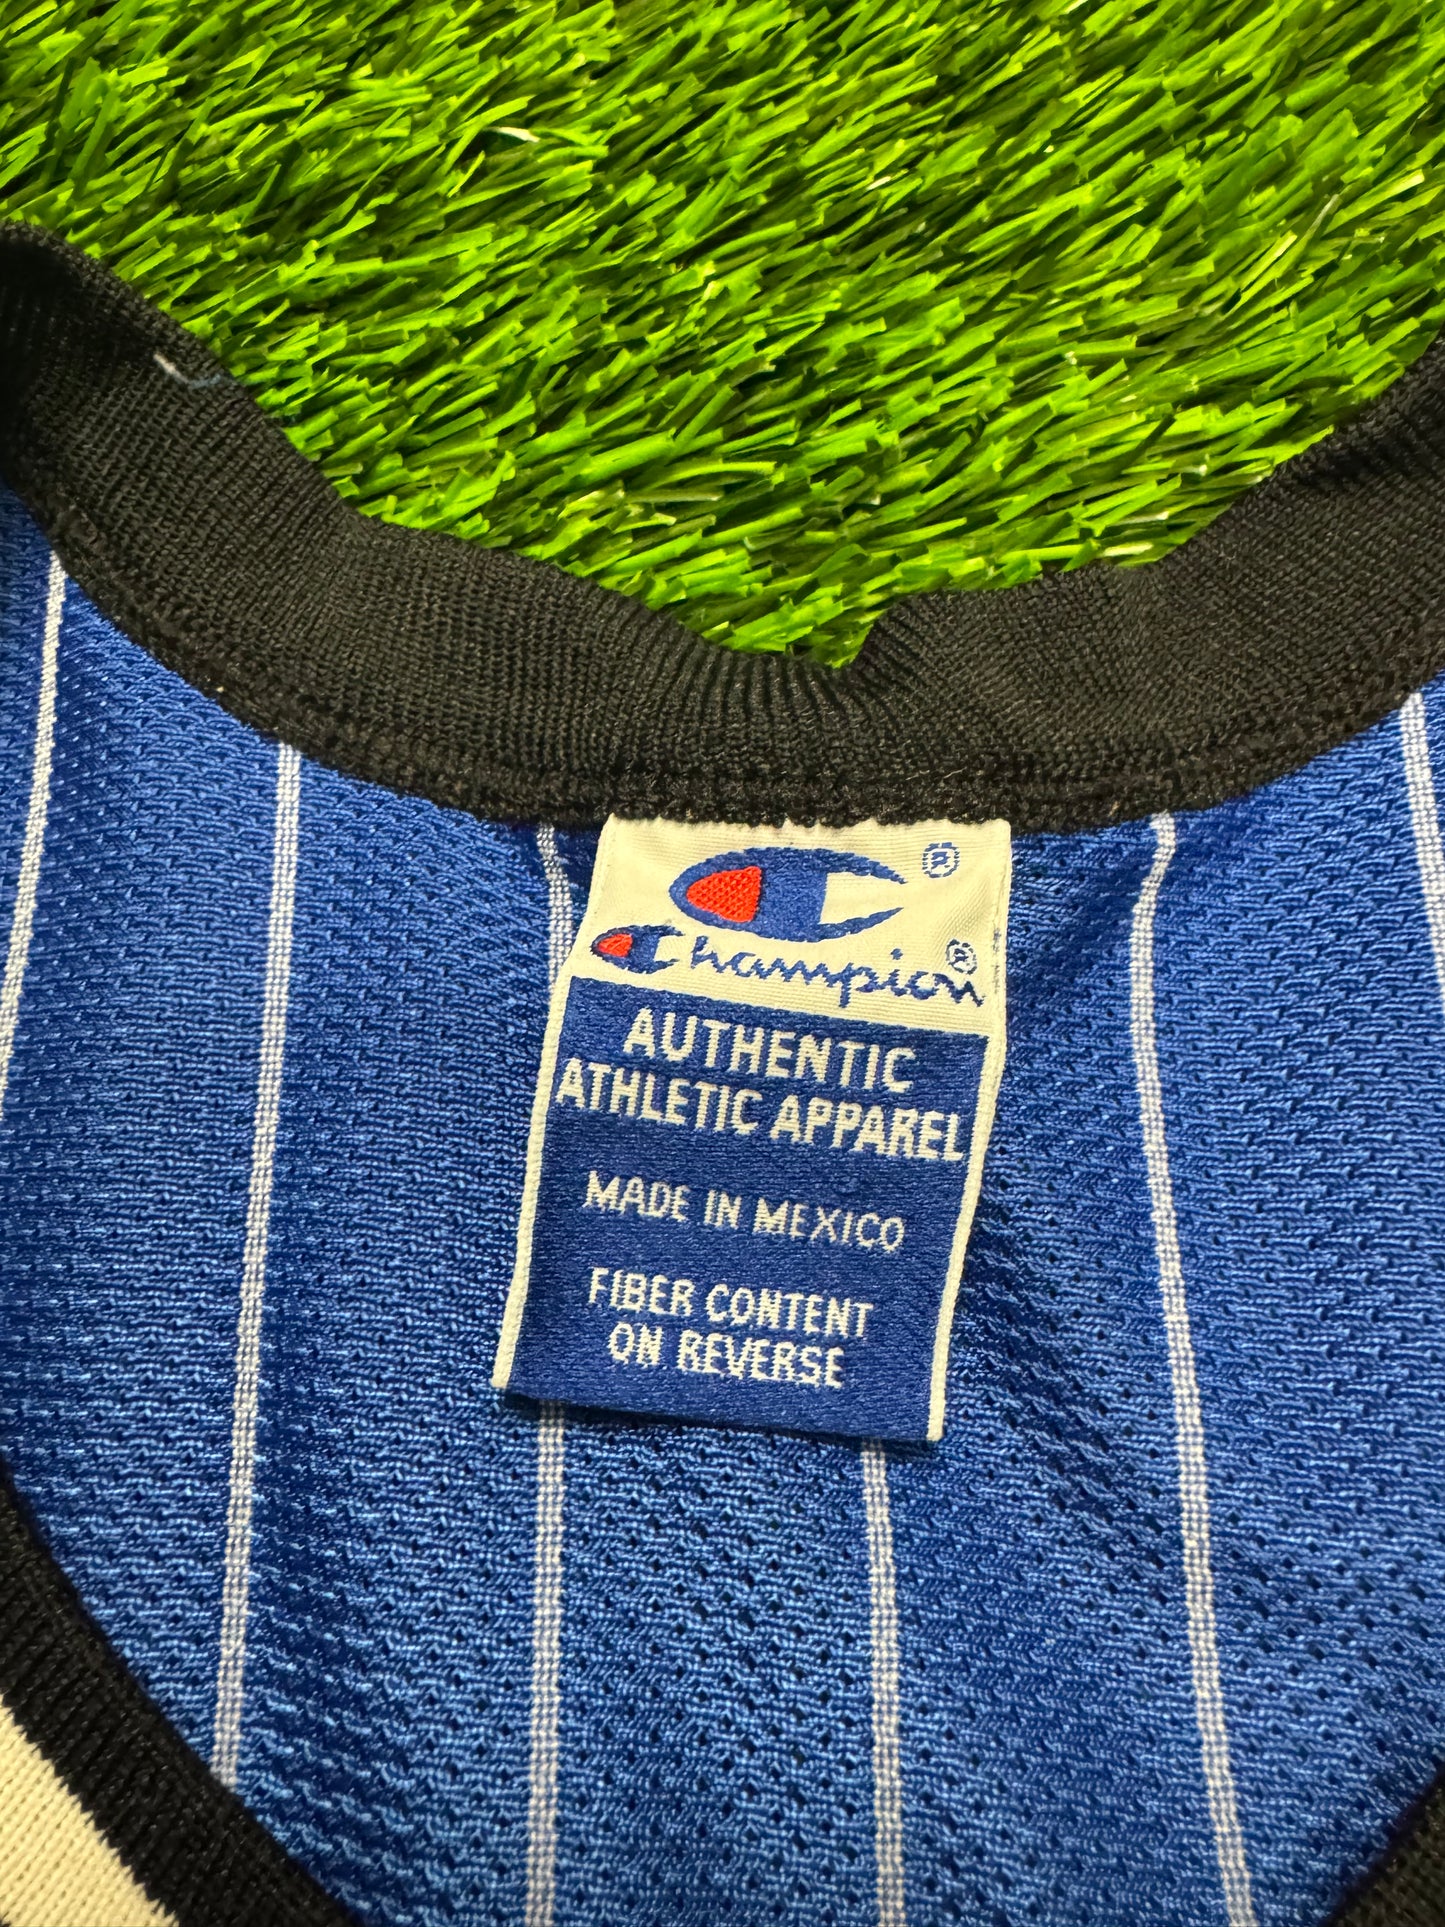 ®
Champion®
AUTHENTIC
ATHLETIC APPAREL
MADE IN MEXICO
FIBER CONTENT
ON REVERSE